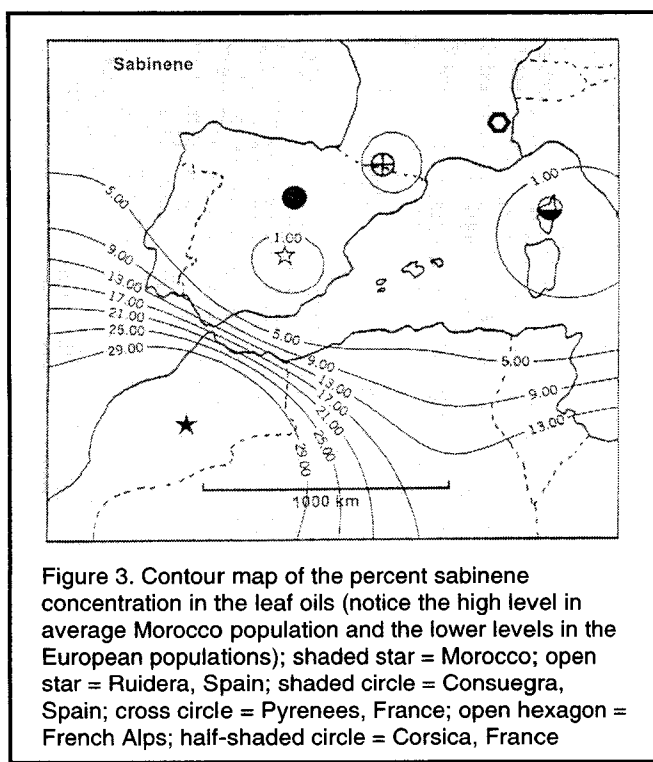 Sabinene
5.00
9.00
13.00
17.00
21.00
25.00
29.00
1.00
1.00
5.00
9.00
13.00
17.00
21.00
25.00
29.00
5.00
9.00
13.00
1000 km
Figure 3. Contour map of the percent sabinene
concentration in the leaf oils (notice the high level in
average Morocco population and the lower levels in the
European populations); shaded star = Morocco; open
star = Ruidera, Spain; shaded circle = Consuegra,
Spain; cross circle = Pyrenees, France; open hexagon =
French Alps; half-shaded circle = Corsica, France